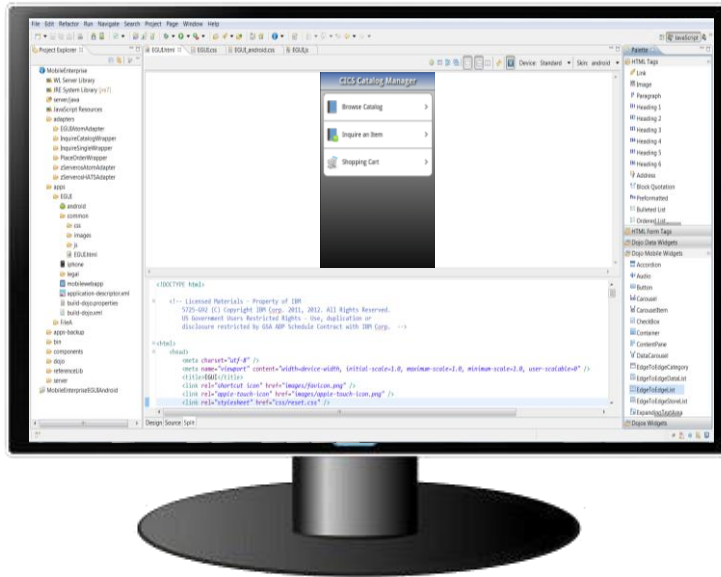 File Edit Refactor Run Navigate Search Project Page Window Help
JavaScript
Project Explorer
EGUI.html
EGUI.css
EGUI_android.css
EGUI.js
Palette
Device: Standard
Skin: android
MobileEnterprise
WL Server Library
JRE System Library [jre7]
server/java
JavaScript Resources
adapters
EGUIAtomAdapter
InquireCatalogWrapper
InquireSingleWrapper
PlaceOrderWrapper
zServerosAtomAdapter
zServerosHATSAdapter
apps
EGUI
android
common
css
images
js
EGUI.html
iphone
legal
mobilewebapp
application-descriptor.xml
build-dojo.properties
build-dojo.xml
FileA
apps-backup
bin
components
dojo
referenceLib
server
MobileEnterpriseEGUIAndroid
CICS Catalog Manager
Browse Catalog
Inquire an Item
Shopping Cart
<!DOCTYPE html>
<!-- Licensed Materials - Property of IBM
5725-G92 (C) Copyright IBM Corp. 2011, 2012. All Rights Reserved.
US Government Users Restricted Rights - Use, duplication or
disclosure restricted by GSA ADP Schedule Contract with IBM Corp. -->
<html>
<head>
<meta charset="utf-8" />
<meta name="viewport" content="width=device-width, initial-scale=1.0, maximum-scale=1.0, minimum-scale=1.0, user-scalable=0" />
<title>EGUI</title>
<link rel="shortcut icon" href="images/favicon.png" />
<link rel="apple-touch-icon" href="images/apple-touch-icon.png" />
<link rel="stylesheet" href="css/reset.css" />
Design Source Split
HTML Tags
Link
Image
Paragraph
Heading 1
Heading 2
Heading 3
Heading 4
Heading 5
Heading 6
Address
Block Quotation
Preformatted
Bulleted List
Ordered List
HTML Form Tags
Dojo Data Widgets
Dojo Mobile Widgets
Accordion
Audio
Button
Carousel
CarouselItem
CheckBox
Container
ContentPane
DataCarousel
EdgeToEdgeCategory
EdgeToEdgeDataList
EdgeToEdgeList
EdgeToEdgeStoreList
ExpandingTextArea
Dojox Widgets